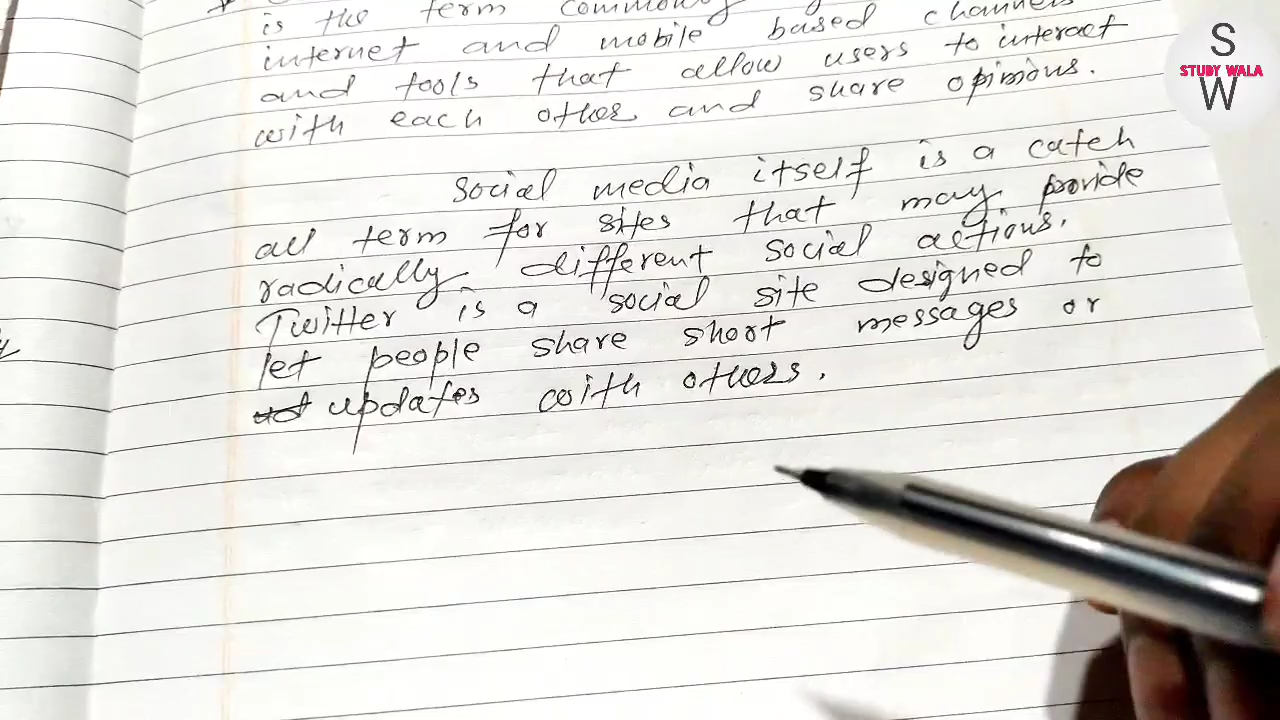 is the term commonly
internet and mobile based channels
and tools that allow users to interact
with each other and share opinions.
Social media itself is a catch
all term for sites that may provide
radically different social actions.
Twitter is a social site designed to
let people share short messages or
updates with others.
S
STUDY WALA
W